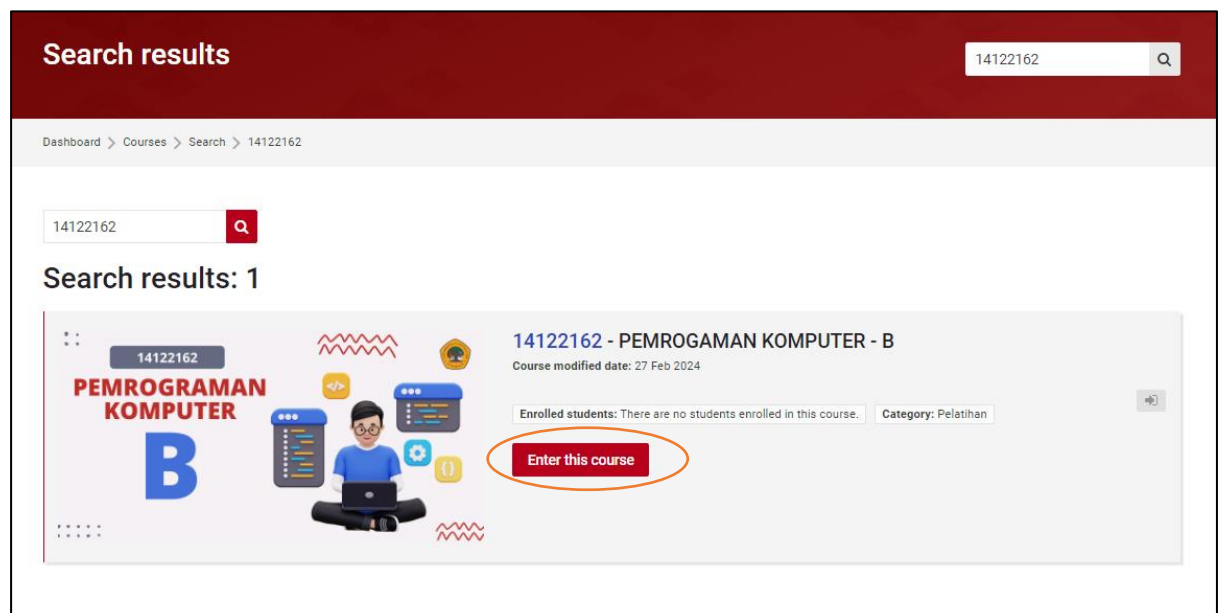 Search results
14122162
Dashboard > Courses > Search > 14122162
14122162
Search results: 1
14122162
PEMROGRAMAN
KOMPUTER
B
</>
{}
14122162 - PEMROGAMAN KOMPUTER - B
Course modified date: 27 Feb 2024
Enrolled students: There are no students enrolled in this course. Category: Pelatihan
Enter this course